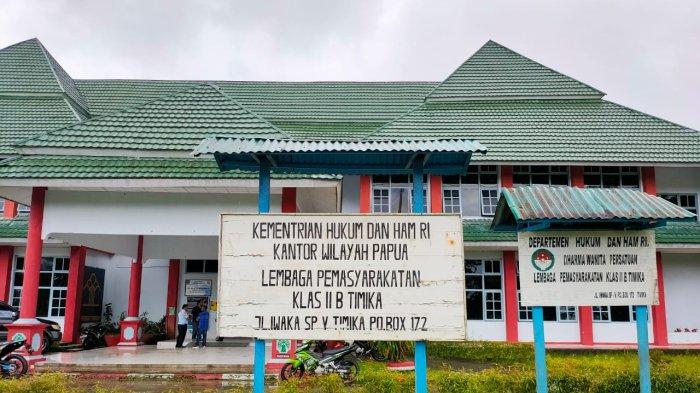 KEMENTRIAN HUKUM DAN HAM RI
KANTOR WILAYAH PAPUA
LEMBAGA PEMASYARAKATAN
KLAS II B TIMIKA
JL.IWAKA SP V TIMIKA PO.BOX 172
DEPARTEMEN HUKUM DAN HAM RI.
DHARMA WANITA PERSATUAN
LEMBAGA PEMASYARAKATAN KLAS II B TIMIKA